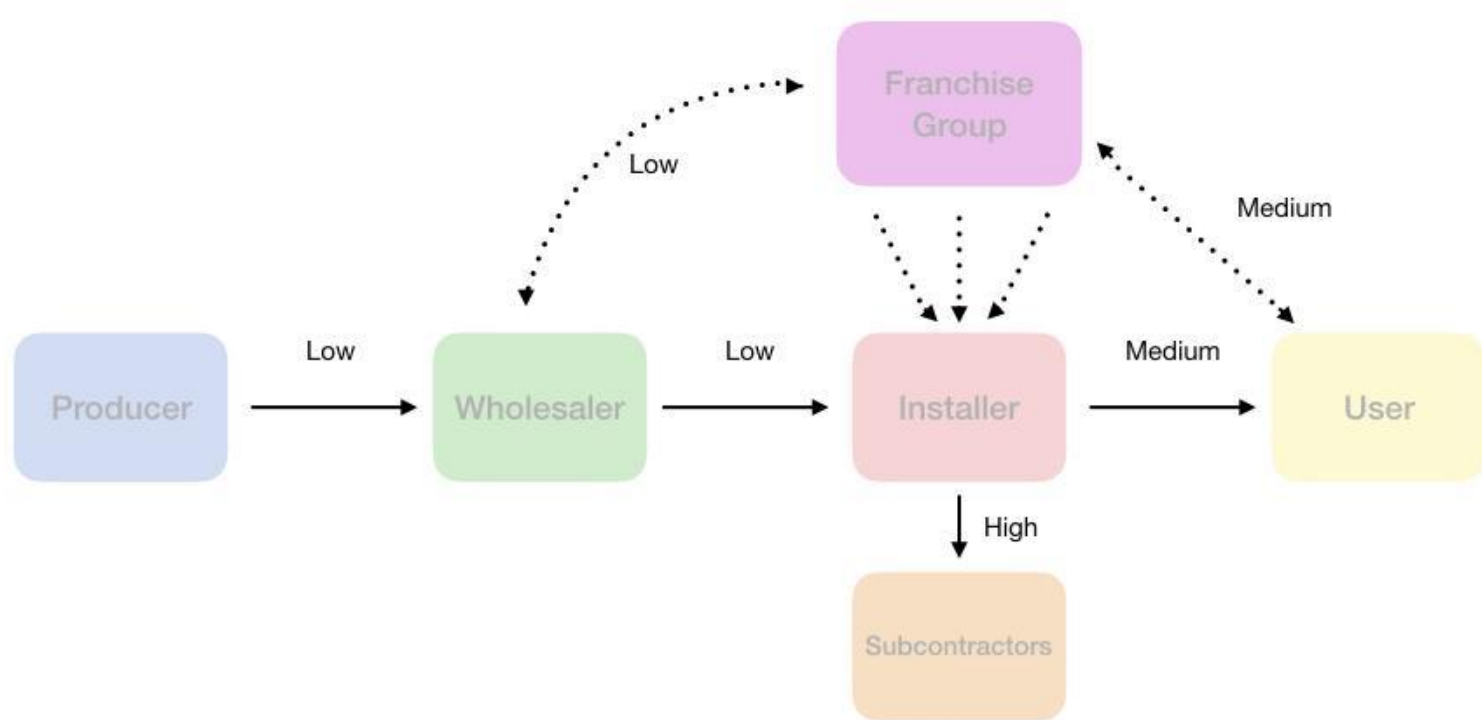 Franchise
Group
Low
Medium
Low
Low
Medium
Producer
Wholesaler
Installer
User
High
Subcontractors